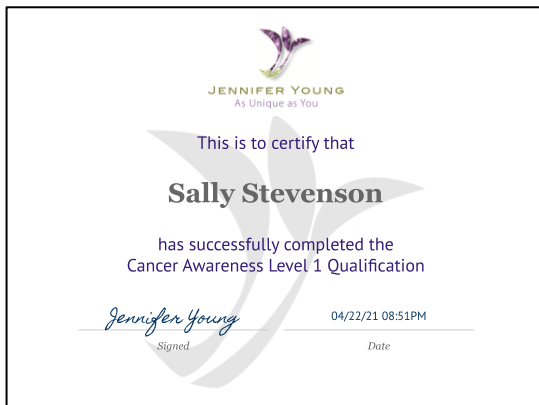 JENNIFER YOUNG
As Unique as You
This is to certify that
Sally Stevenson
has successfully completed the
Cancer Awareness Level 1 Qualification
Jennifer Young 04/22/21 08:51PM
Signed Date